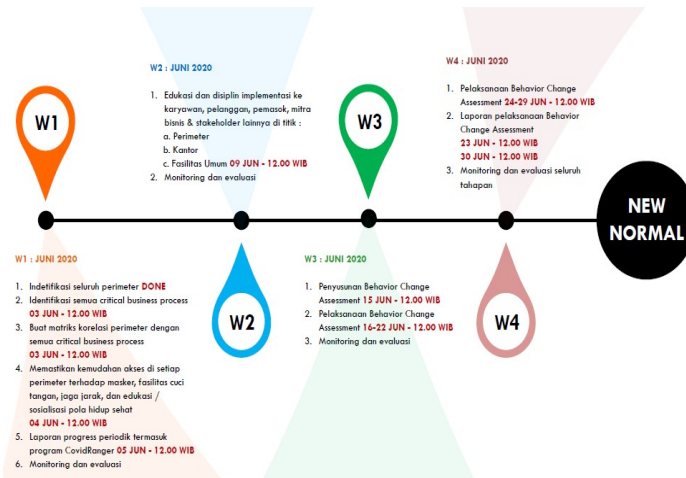 W1
W2 : JUNI 2020
1. Edukasi dan disiplin implementasi ke
karyawan, pelanggan, pemasok, mitra
bisnis & stakeholder lainnya di titik :
a. Perimeter
b. Kantor
c. Fasilitas Umum 09 JUN - 12.00 WIB
2. Monitoring dan evaluasi
W3
W4 : JUNI 2020
1. Pelaksanaan Behavior Change
Assessment 24-29 JUN - 12.00 WIB
2. Laporan pelaksanaan Behavior
Change Assessment
23 JUN - 12.00 WIB
30 JUN - 12.00 WIB
3. Monitoring dan evaluasi seluruh
tahapan
NEW
NORMAL
W1 : JUNI 2020
1. Indetifikasi seluruh perimeter DONE
2. Identifikasi semua critical business process
03 JUN - 12.00 WIB
3. Buat matriks korelasi perimeter dengan
semua critical business process
03 JUN - 12.00 WIB
4. Memastikan kemudahan akses di setiap
perimeter terhadap masker, fasilitas cuci
tangan, jaga jarak, dan edukasi /
sosialisasi pola hidup sehat
04 JUN - 12.00 WIB
5. Laporan progress periodik termasuk
program CovidRanger 05 JUN - 12.00 WIB
6. Monitoring dan evaluasi
W2
W3 : JUNI 2020
1. Penyusunan Behavior Change
Assessment 15 JUN - 12.00 WIB
2. Pelaksanaan Behavior Change
Assessment 16-22 JUN - 12.00 WIB
3. Monitoring dan evaluasi
W4